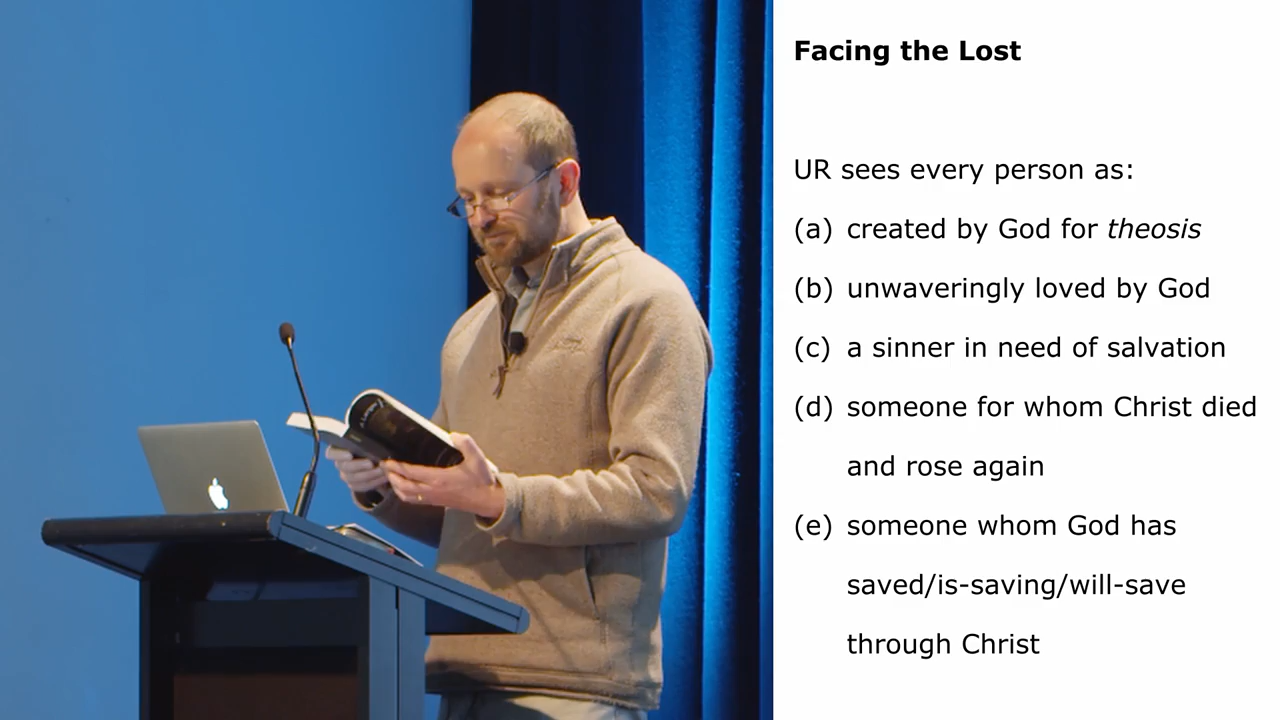 Facing the Lost
UR sees every person as:
(a) created by God for theosis
(b) unwaveringly loved by God
(c) a sinner in need of salvation
(d) someone for whom Christ died
and rose again
(e) someone whom God has
saved/is-saving/will-save
through Christ